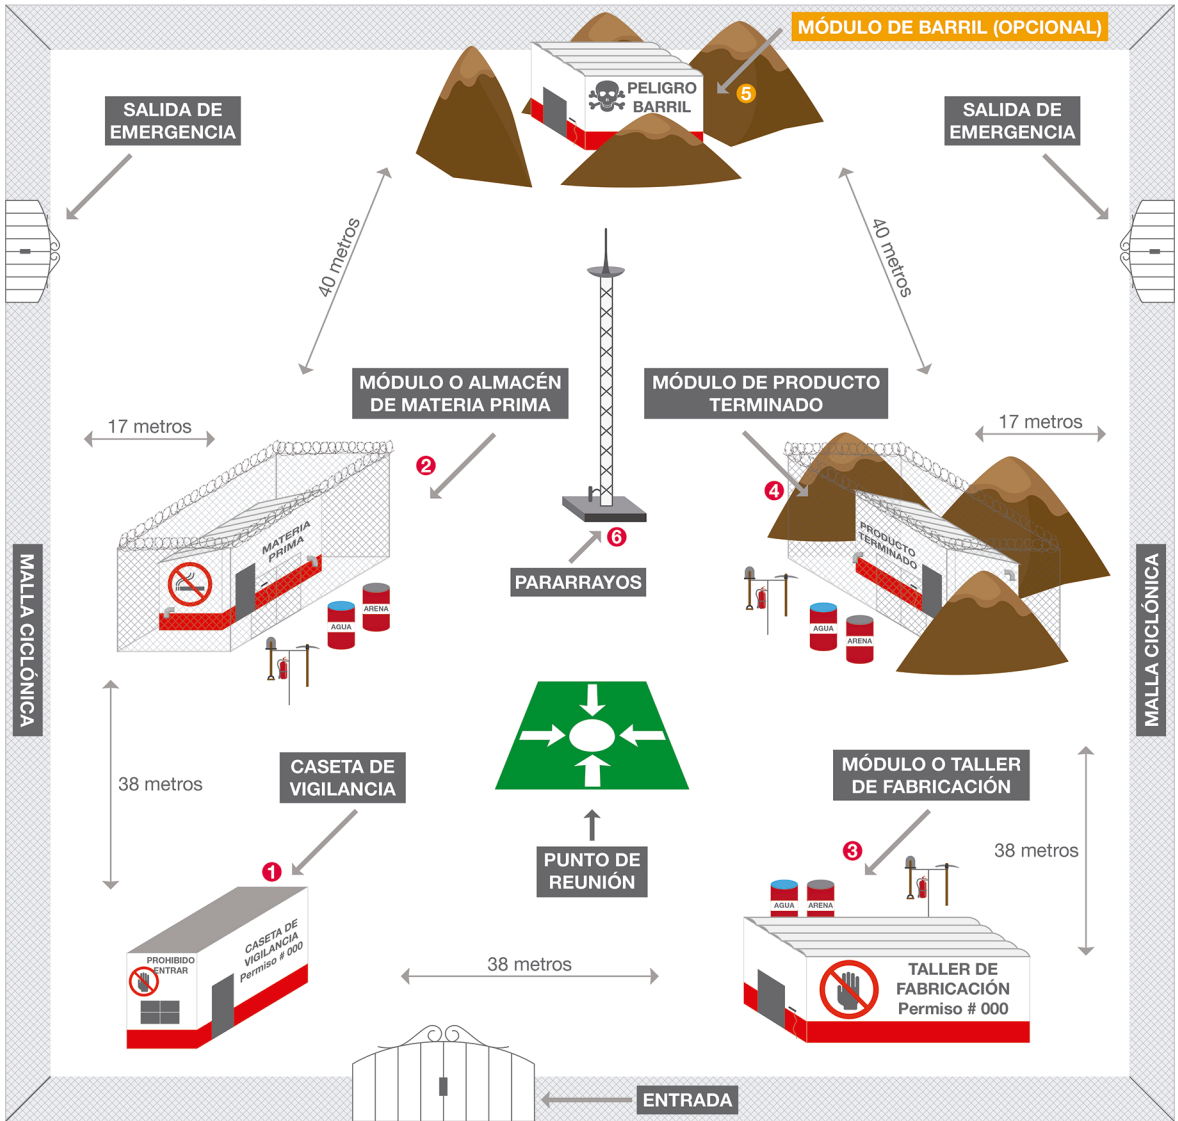 MÓDULO DE BARRIL (OPCIONAL)
5
PELIGRO
BARRIL
SALIDA DE
EMERGENCIA
SALIDA DE
EMERGENCIA
40 metros
40 metros
MÓDULO O ALMACÉN
DE MATERIA PRIMA
MÓDULO DE PRODUCTO
TERMINADO
17 metros
17 metros
2
4
MATERIA
PRIMA
PRODUCTO
TERMINADO
6
PARARRAYOS
AGUA
ARENA
AGUA
ARENA
MALLA CICLÓNICA
MALLA CICLÓNICA
38 metros
CASETA DE
VIGILANCIA
MÓDULO O TALLER
DE FABRICACIÓN
PUNTO DE
REUNIÓN
1
3
38 metros
AGUA
ARENA
PROHIBIDO
ENTRAR
CASETA DE
VIGILANCIA
Permiso # 000
38 metros
TALLER DE
FABRICACIÓN
Permiso # 000
ENTRADA